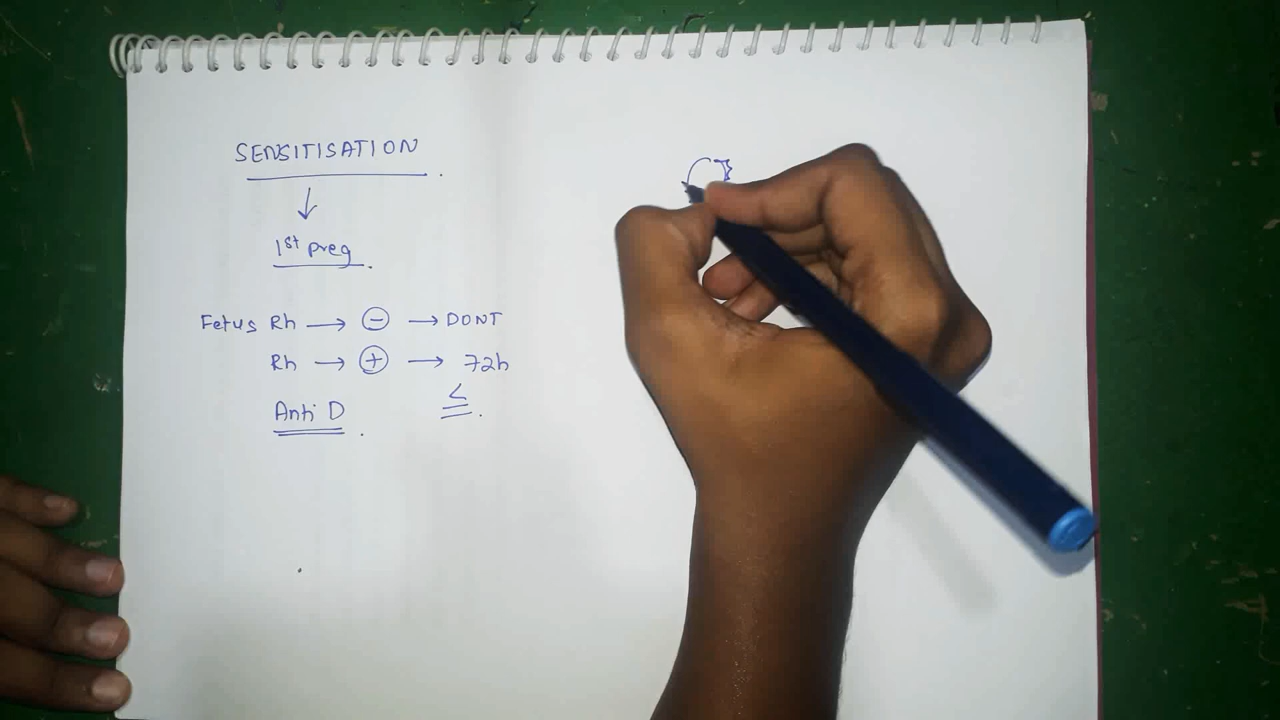 SENSITISATION.
↓
1st preg.
Fetus Rh → ⊖ → DONT
Rh → ⊕ → 72h
Anti D. <